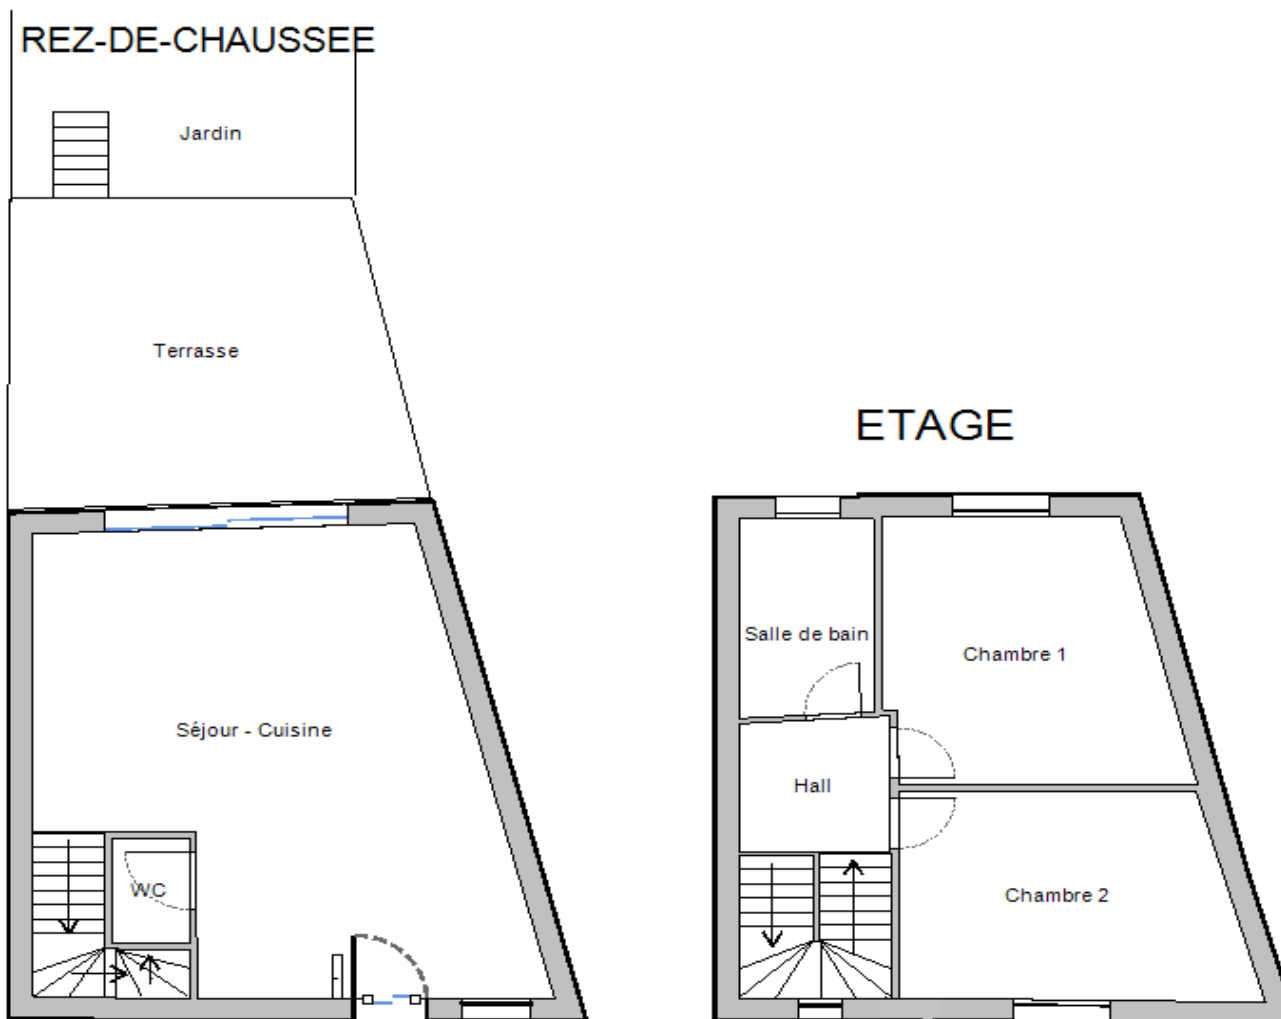 REZ-DE-CHAUSSEE
Jardin
Terrasse
Séjour - Cuisine
WC
ETAGE
Salle de bain
Chambre 1
Hall
Chambre 2